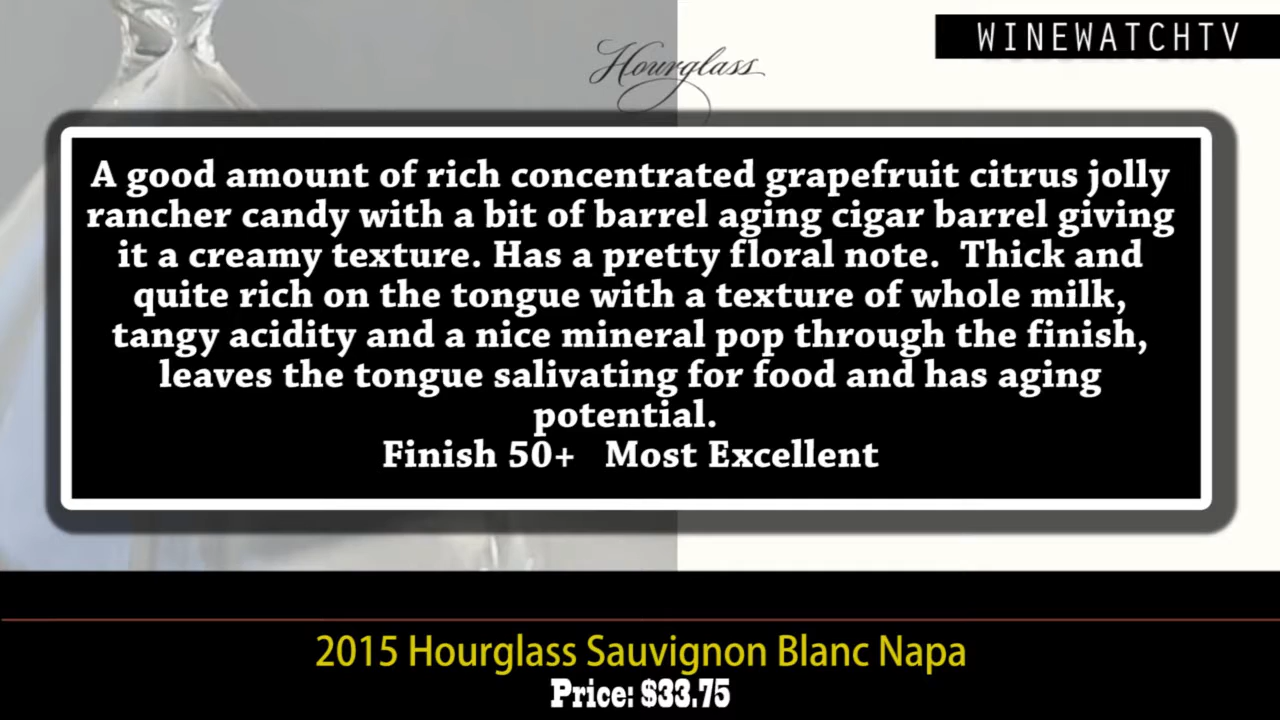 WINEWATCHTV
Hourglass
A good amount of rich concentrated grapefruit citrus jolly
rancher candy with a bit of barrel aging cigar barrel giving
it a creamy texture. Has a pretty floral note.  Thick and
quite rich on the tongue with a texture of whole milk,
tangy acidity and a nice mineral pop through the finish,
leaves the tongue salivating for food and has aging
potential.
Finish 50+   Most Excellent
2015 Hourglass Sauvignon Blanc Napa
Price: $33.75